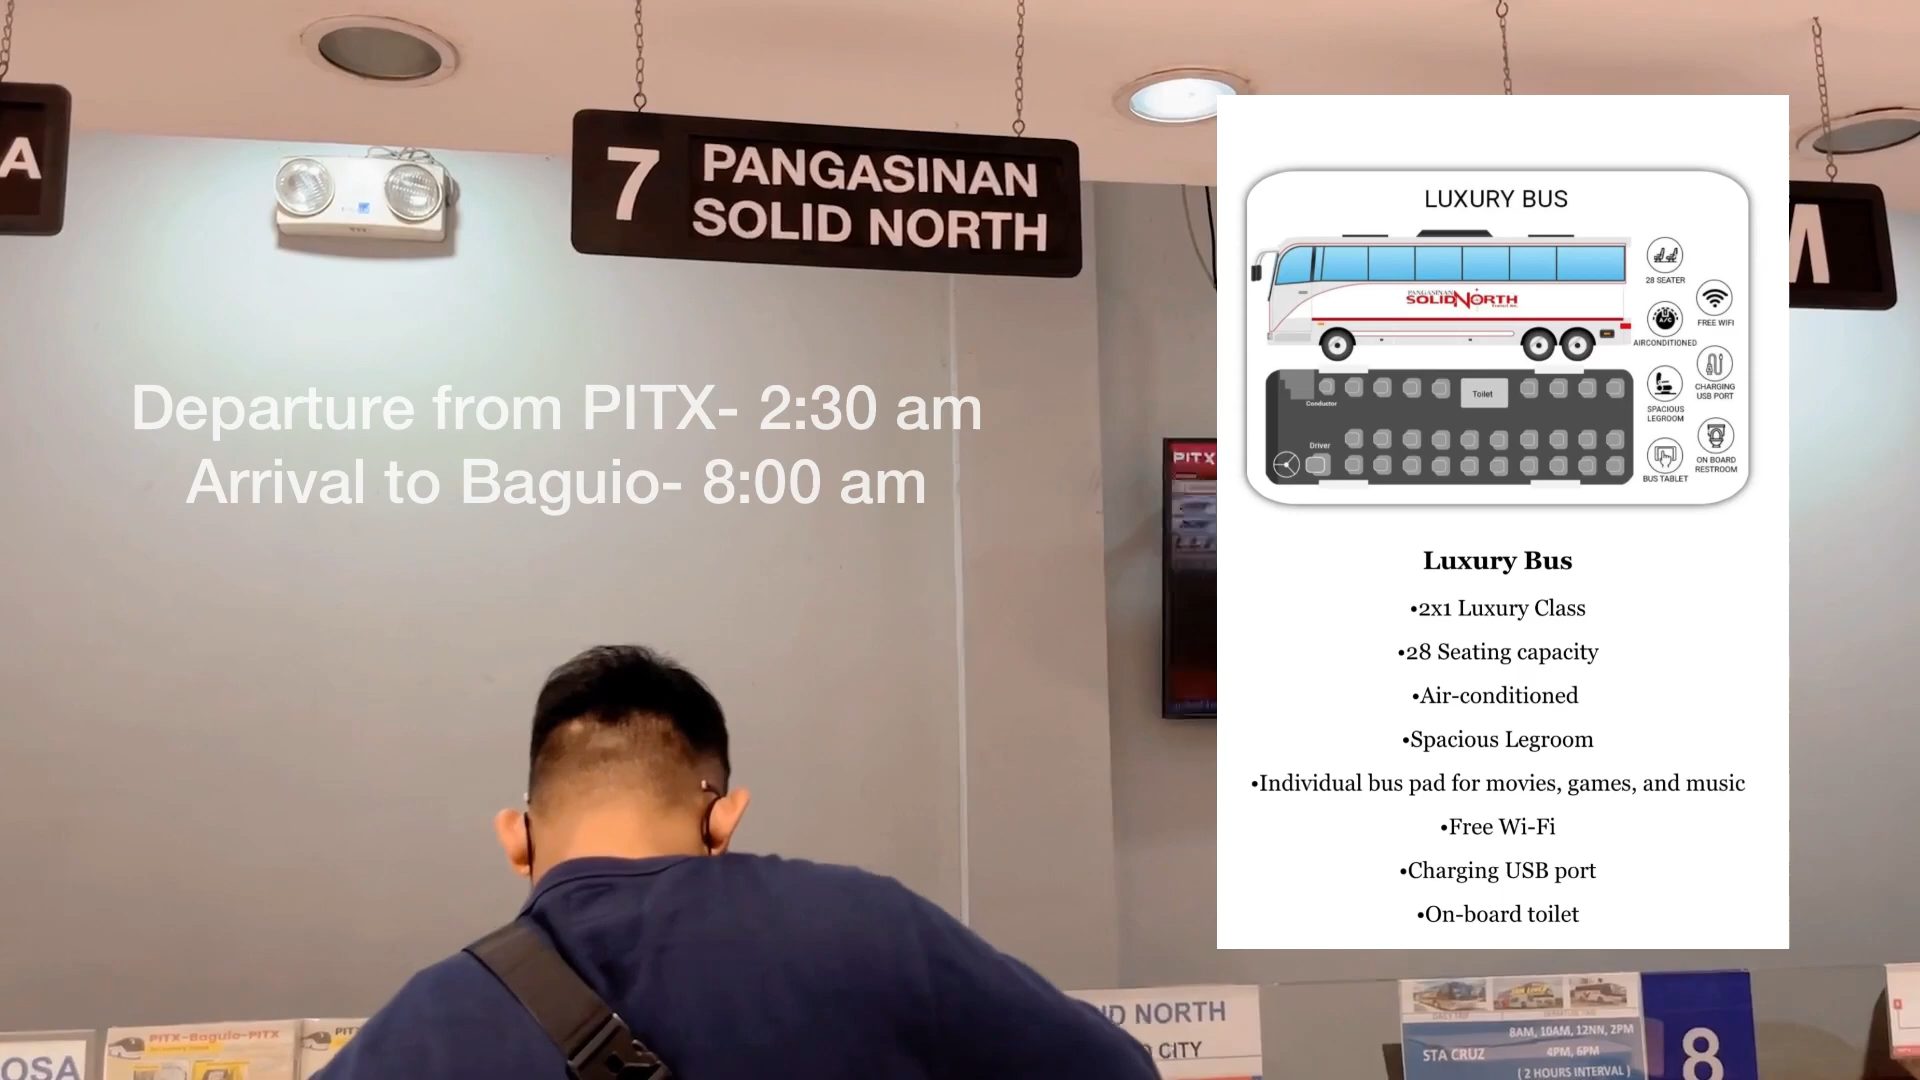 A
7 PANGASINAN
SOLID NORTH
Departure from PITX- 2:30 am
Arrival to Baguio- 8:00 am
PITX
LUXURY BUS
PANGASINAN
SOLID NORTH
28 SEATER
FREE WIFI
A/C
AIRCONDITIONED
CHARGING
USB PORT
SPACIOUS
LEGROOM
ON BOARD
RESTROOM
BUS TABLET
Toilet
Conductor
Driver
Luxury Bus
•2x1 Luxury Class
•28 Seating capacity
•Air-conditioned
•Spacious Legroom
•Individual bus pad for movies, games, and music
•Free Wi-Fi
•Charging USB port
•On-board toilet
OSA
PITX-Baguio-PITX
PIT
D NORTH
CITY
DAILY TRIP
STA CRUZ
8AM, 10AM, 12NN, 2PM
4PM, 6PM
( 2 HOURS INTERVAL )
8